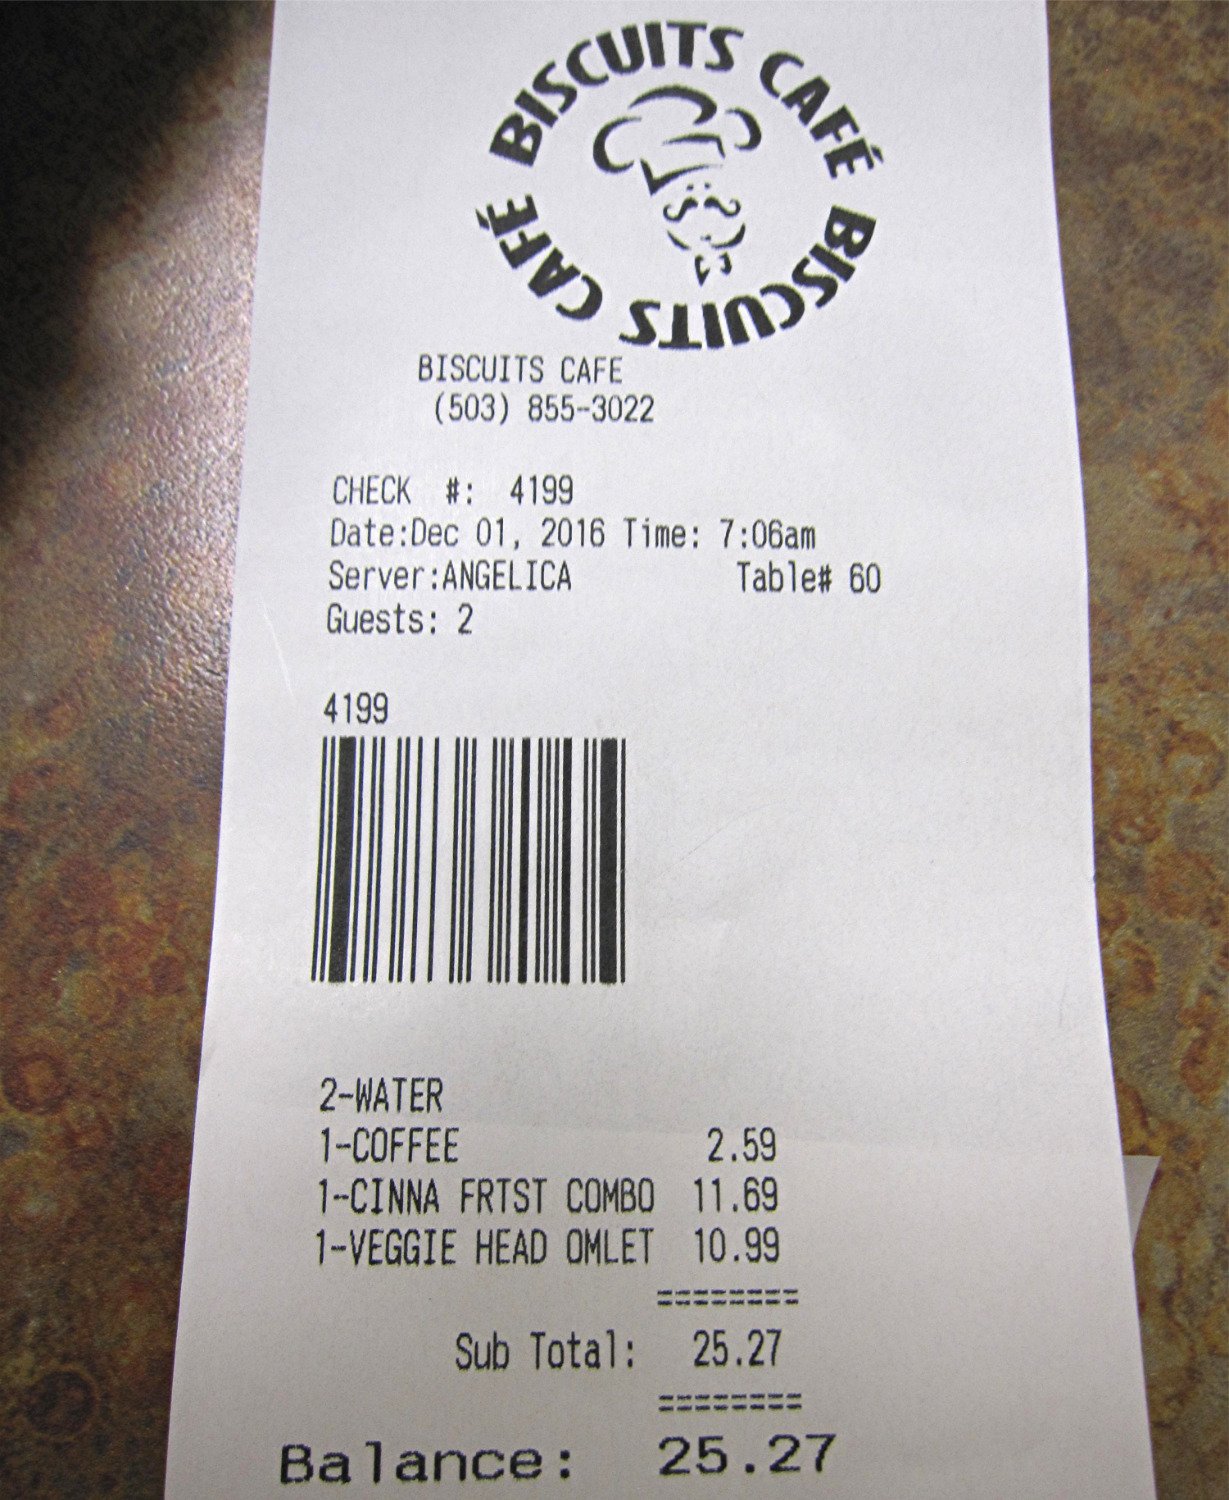 BISCUITS CAFÉ BISCUITS CAFÉ
BISCUITS CAFE
(503) 855-3022
CHECK #: 4199
Date:Dec 01, 2016 Time: 7:06am
Server:ANGELICA Table# 60
Guests: 2
4199
2-WATER
1-COFFEE 2.59
1-CINNA FRTST COMBO 11.69
1-VEGGIE HEAD OMLET 10.99
========
Sub Total: 25.27
========
Balance: 25.27